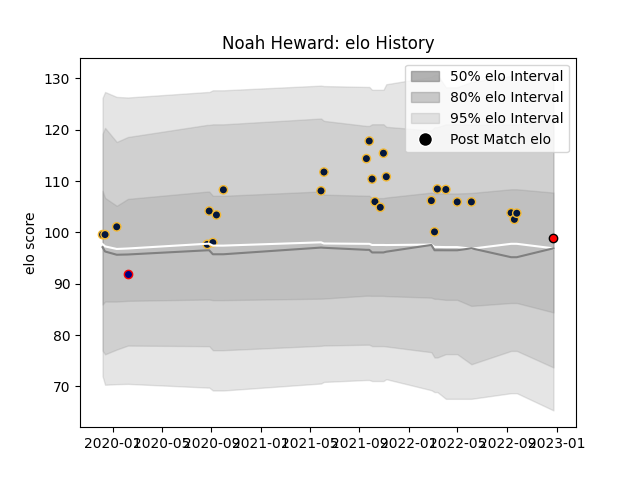 Noah Heward: elo History
50% elo Interval
80% elo Interval
95% elo Interval
Post Match elo
elo score
130
120
110
100
90
80
70
2020-01 2020-05 2020-09 2021-01 2021-05 2021-09 2022-01 2022-05 2022-09 2023-01